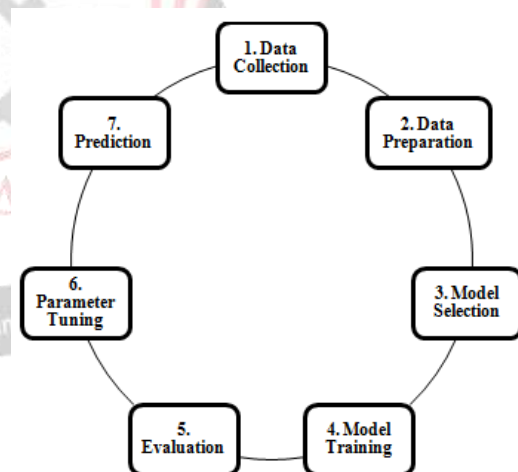 1. Data
Collection
2. Data
Preparation
3. Model
Selection
4. Model
Training
5.
Evaluation
6.
Parameter
Tuning
7.
Prediction